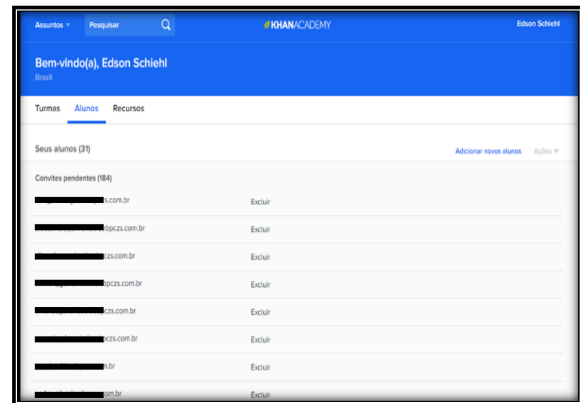 Assuntos Pesquisar KHANACADEMY Edson Schiehl
Bem-vindo(a), Edson Schiehl
Brazil
Turmas Alunos Recursos
Seus alunos (31) Adicionar novos alunos Ações
Convites pendentes (184)
s.com.br Excluir
bpczs.com.br Excluir
czs.com.br Excluir
bpczs.com.br Excluir
czs.com.br Excluir
czs.com.br Excluir
m.br Excluir
om.br Excluir